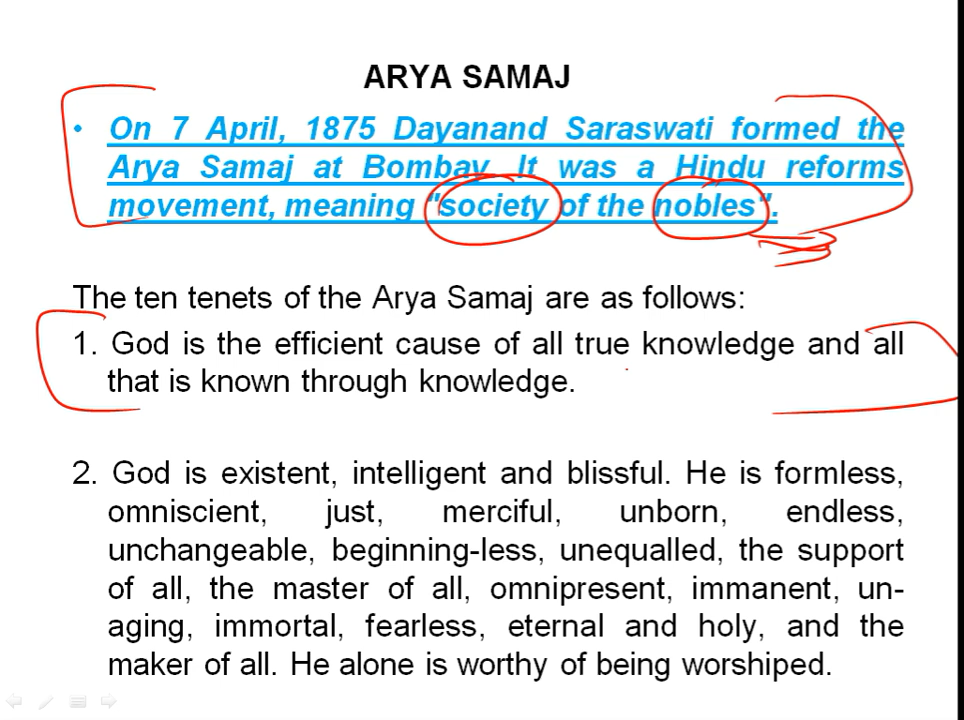 ARYA SAMAJ
• On 7 April, 1875 Dayanand Saraswati formed the
Arya Samaj at Bombay. It was a Hindu reforms
movement, meaning "society of the nobles".
The ten tenets of the Arya Samaj are as follows:
1. God is the efficient cause of all true knowledge and all
that is known through knowledge.
2. God is existent, intelligent and blissful. He is formless,
omniscient, just, merciful, unborn, endless,
unchangeable, beginning-less, unequalled, the support
of all, the master of all, omnipresent, immanent, un-
aging, immortal, fearless, eternal and holy, and the
maker of all. He alone is worthy of being worshiped.